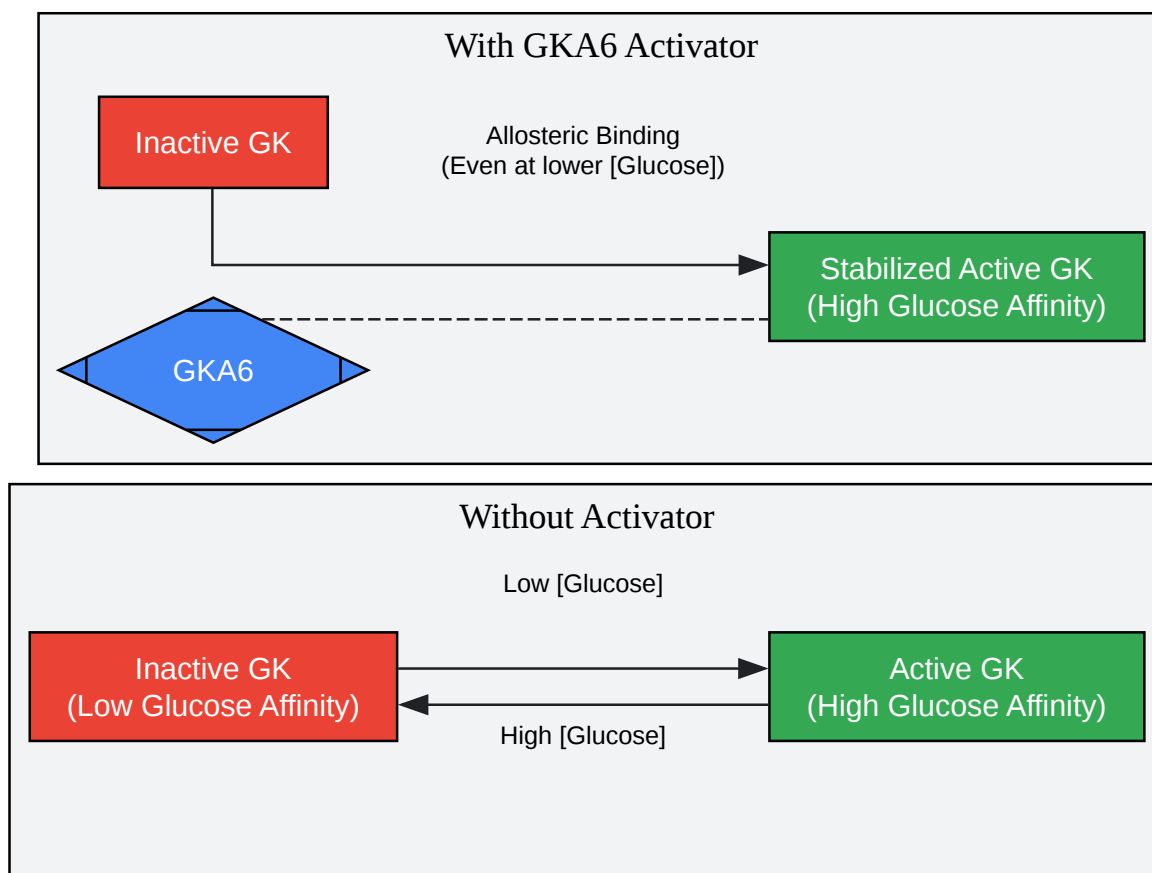 With GKA6 Activator
Inactive GK
Allosteric Binding
(Even at lower [Glucose])
Stabilized Active GK
(High Glucose Affinity)
GKA6
Without Activator
Low [Glucose]
Inactive GK
(Low Glucose Affinity)
Active GK
(High Glucose Affinity)
High [Glucose]